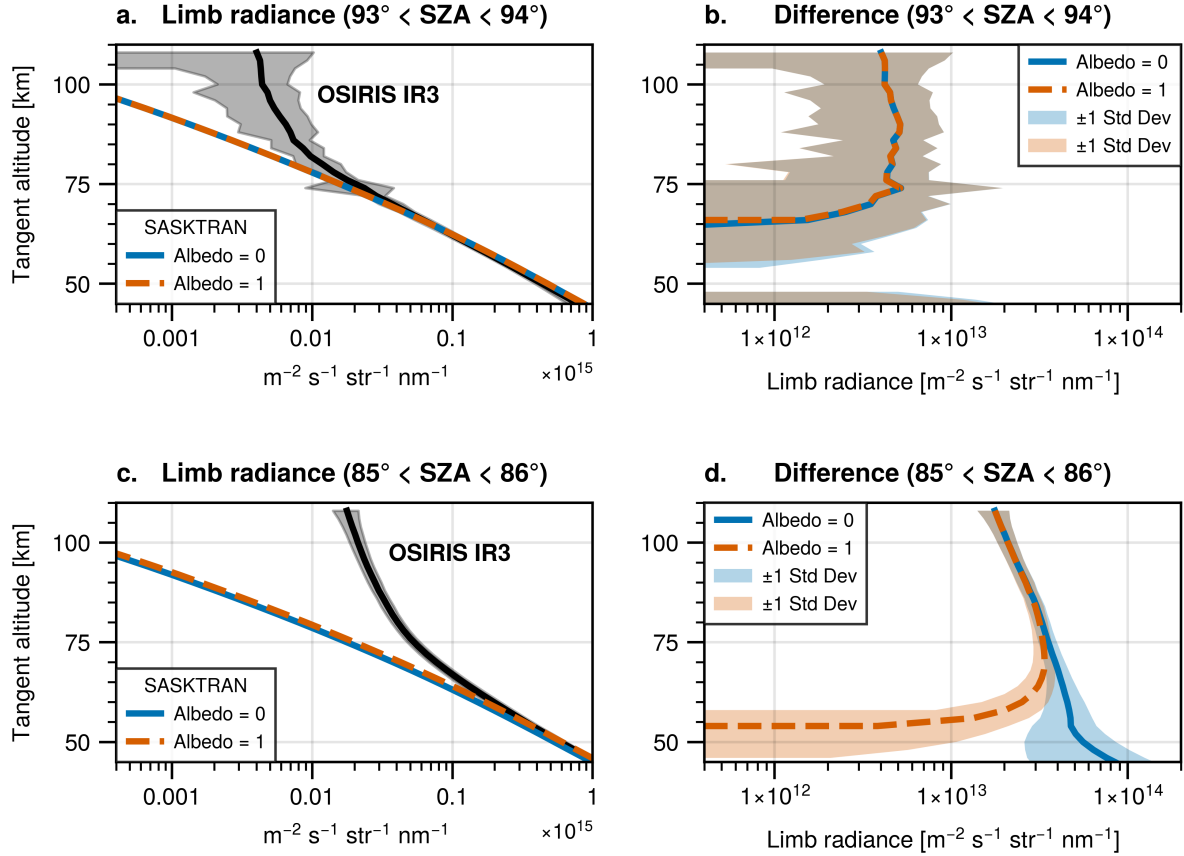 a. Limb radiance (93° < SZA < 94°)
b. Difference (93° < SZA < 94°)
Tangent altitude [km]
100
75
50
OSIRIS IR3
SASKTRAN
Albedo = 0
Albedo = 1
0.001
0.01
0.1
1
m⁻² s⁻¹ str⁻¹ nm⁻¹
×10¹⁵
100
75
50
Albedo = 0
Albedo = 1
±1 Std Dev
±1 Std Dev
1×10¹²
1×10¹³
1×10¹⁴
Limb radiance [m⁻² s⁻¹ str⁻¹ nm⁻¹]
c. Limb radiance (85° < SZA < 86°)
d. Difference (85° < SZA < 86°)
Tangent altitude [km]
100
75
50
OSIRIS IR3
SASKTRAN
Albedo = 0
Albedo = 1
0.001
0.01
0.1
1
m⁻² s⁻¹ str⁻¹ nm⁻¹
×10¹⁵
100
75
50
Albedo = 0
Albedo = 1
±1 Std Dev
±1 Std Dev
1×10¹²
1×10¹³
1×10¹⁴
Limb radiance [m⁻² s⁻¹ str⁻¹ nm⁻¹]